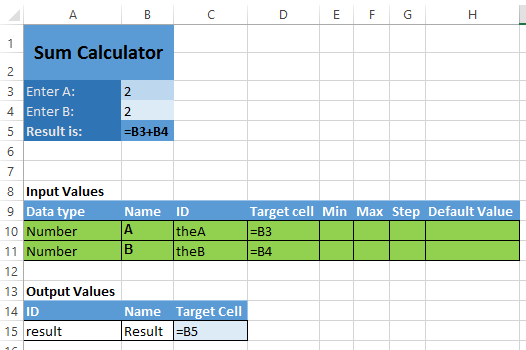 A B C D E F G H
1
Sum Calculator
2
3 Enter A: 2
4 Enter B: 2
5 Result is: =B3+B4
6
7
8 Input Values
9 Data type Name ID Target cell Min Max Step Default Value
10 Number A theA =B3
11 Number B theB =B4
12
13 Output Values
14 ID Name Target Cell
15 result Result =B5